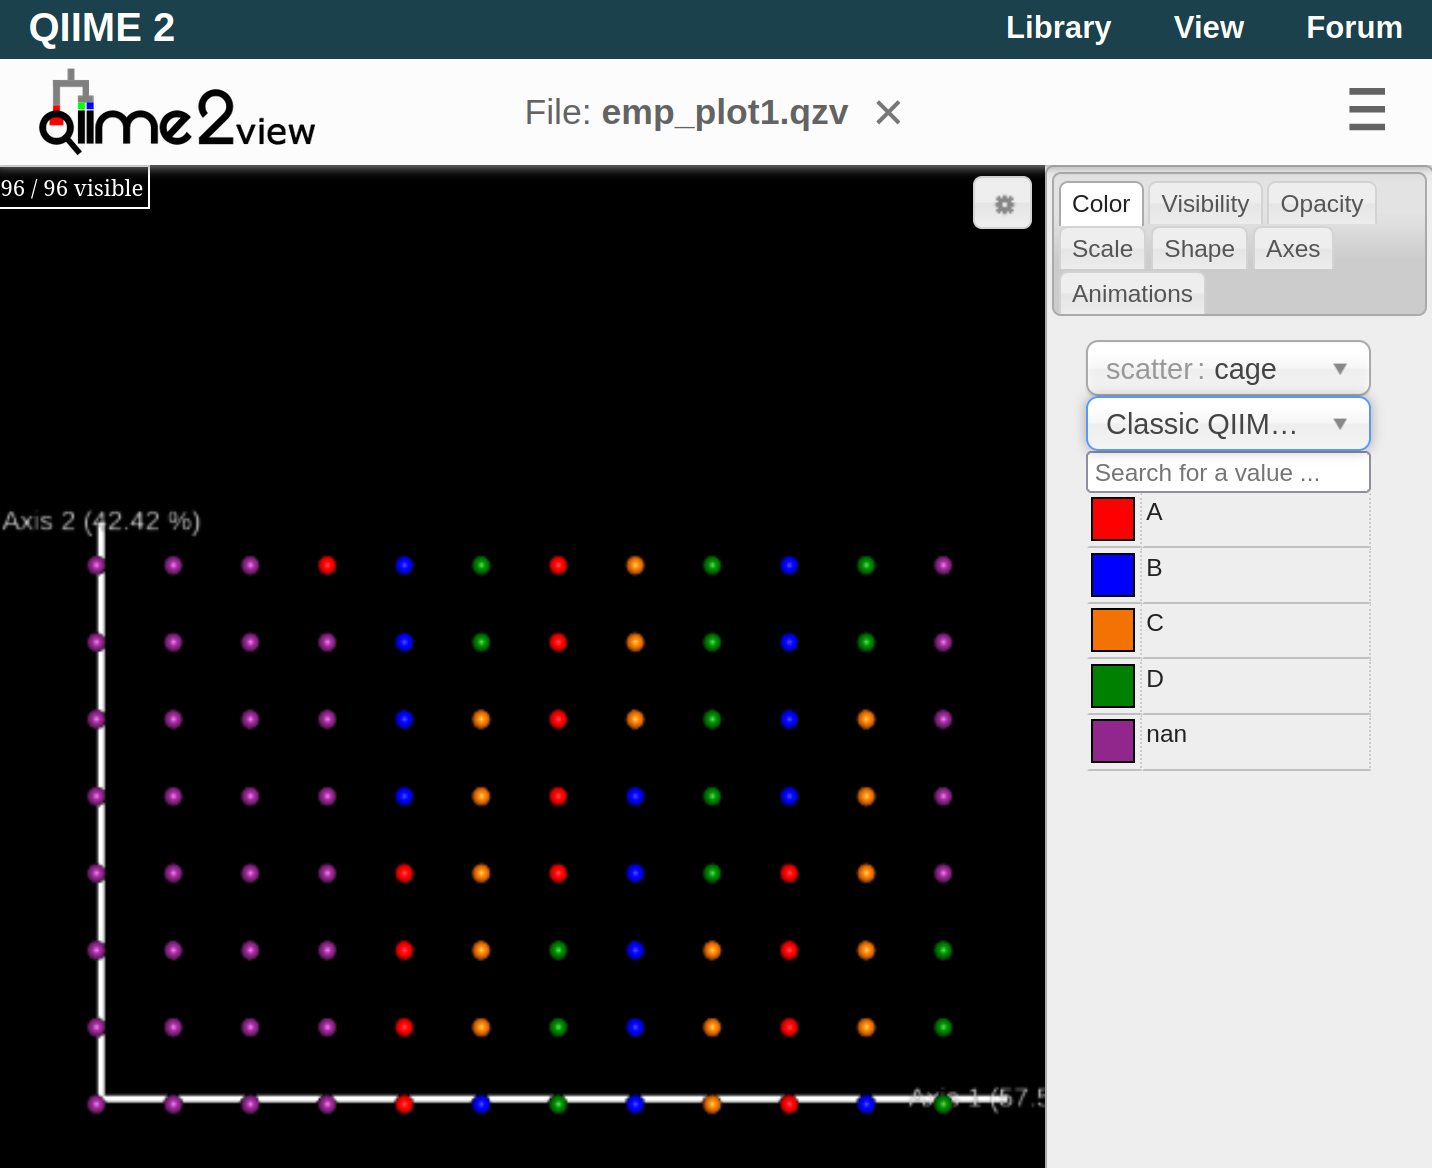 QIIME 2
Library View Forum
qiime2view
File: emp_plot1.qzv ✕
96 / 96 visible
Color Visibility Opacity
Scale Shape Axes
Animations
scatter: cage
Classic QIIM...
Search for a value ...
A
B
C
D
nan
Axis 2 (42.42 %)
Axis 1 (57.5